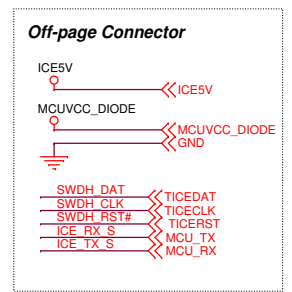 Off-page Connector
ICE5V
ICE5V
MCUVCC_DIODE
MCUVCC_DIODE
GND
SWDH_DAT TICEDAT
SWDH_CLK TICECLK
SWDH_RST# TICERST
ICE_RX_S MCU_TX
ICE_TX_S MCU_RX